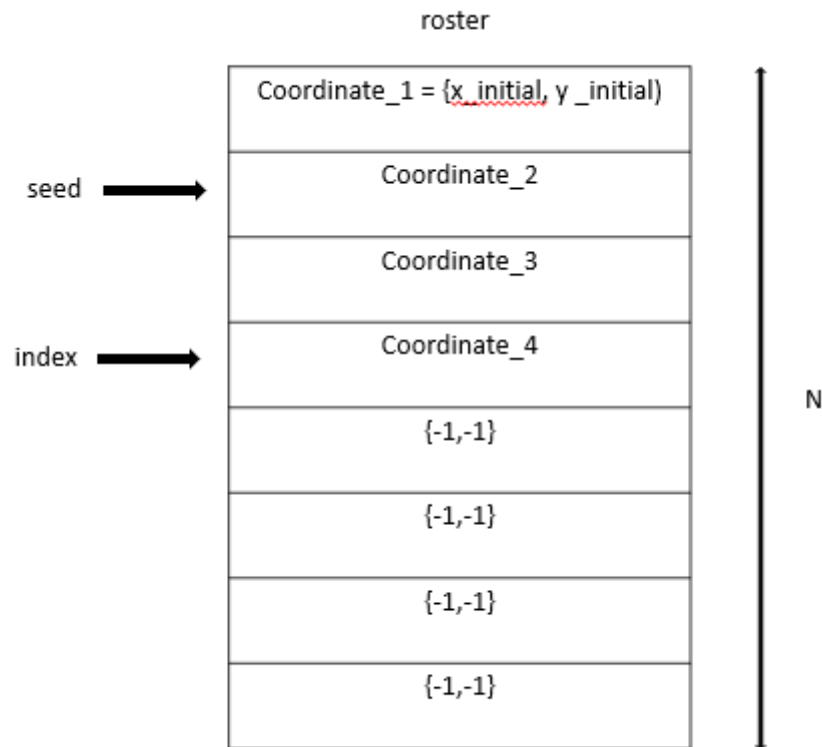 roster
Coordinate_1 = {x_initial, y _initial)
seed
Coordinate_2
Coordinate_3
index
Coordinate_4
N
{-1,-1}
{-1,-1}
{-1,-1}
{-1,-1}